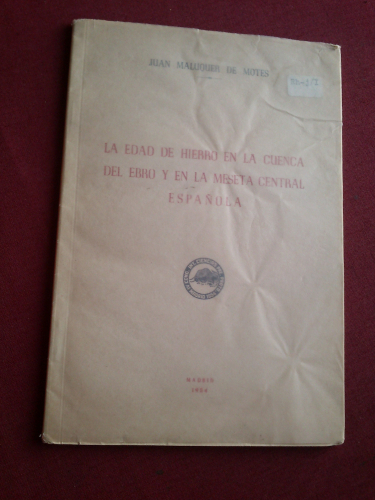 JUAN MALUQUER DE MOTES
LA EDAD DE HIERRO EN LA CUENCA
DEL EBRO Y EN LA MESETA CENTRAL
ESPAÑOLA
MADRID
1954